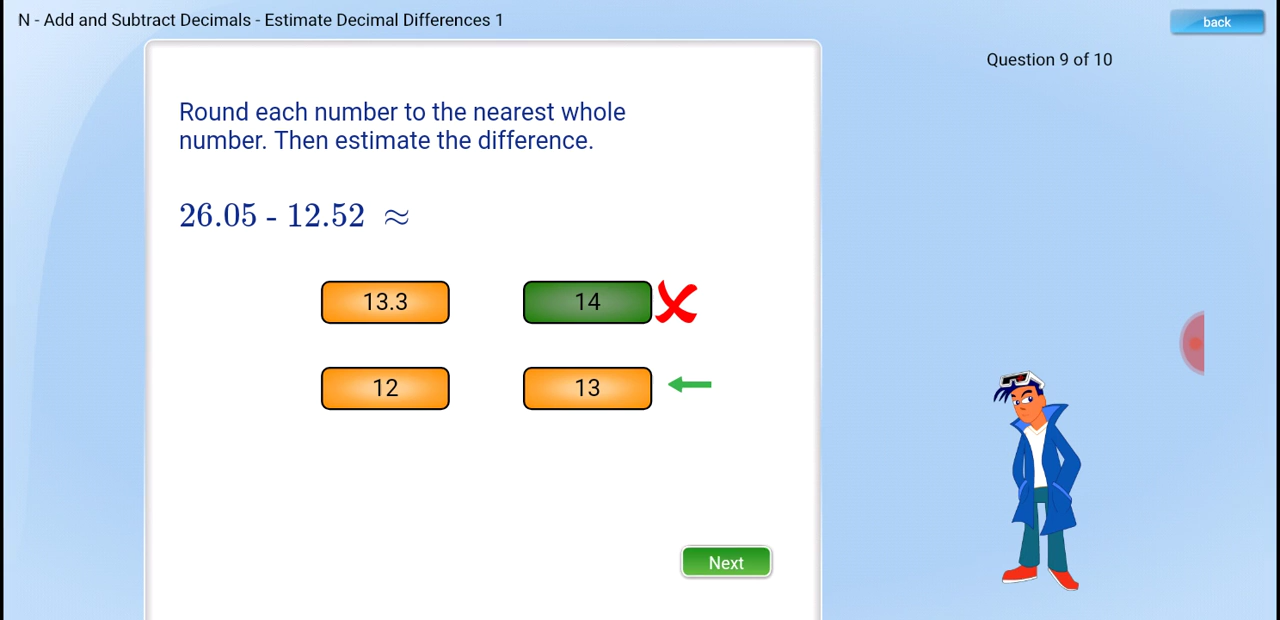 N - Add and Subtract Decimals - Estimate Decimal Differences 1
back
Question 9 of 10
Round each number to the nearest whole
number. Then estimate the difference.
26.05 - 12.52 ≈
13.3
14
12
13
Next